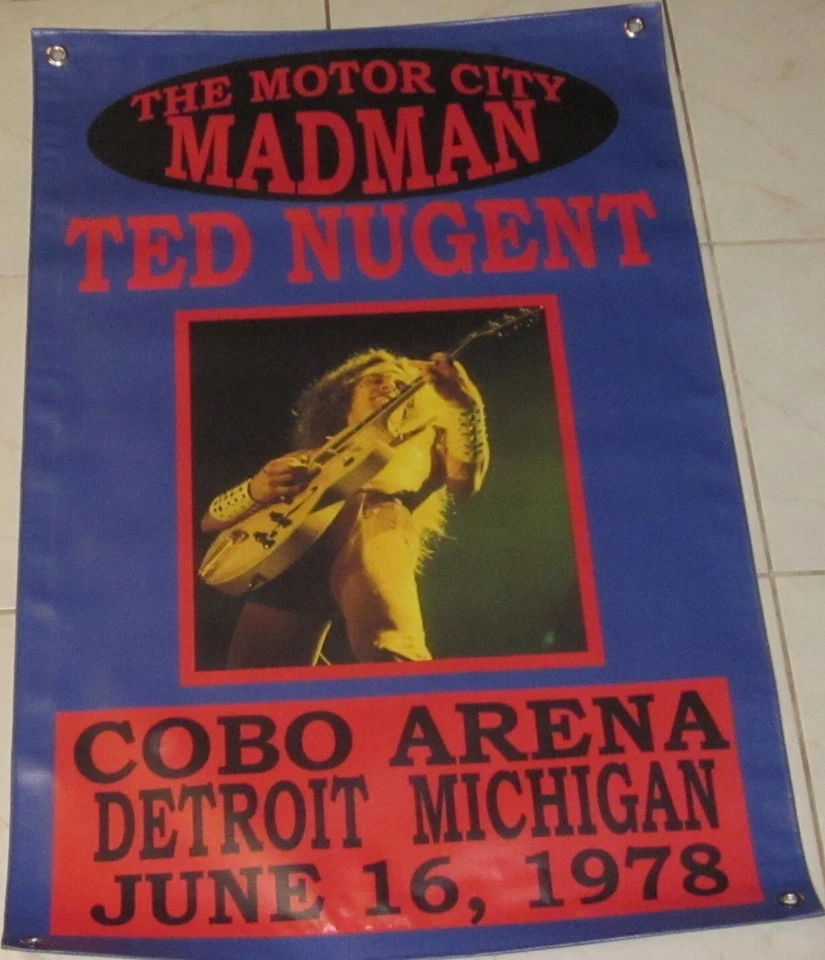 THE MOTOR CITY
MADMAN
TED NUGENT
COBO ARENA
DETROIT MICHIGAN
JUNE 16, 1978